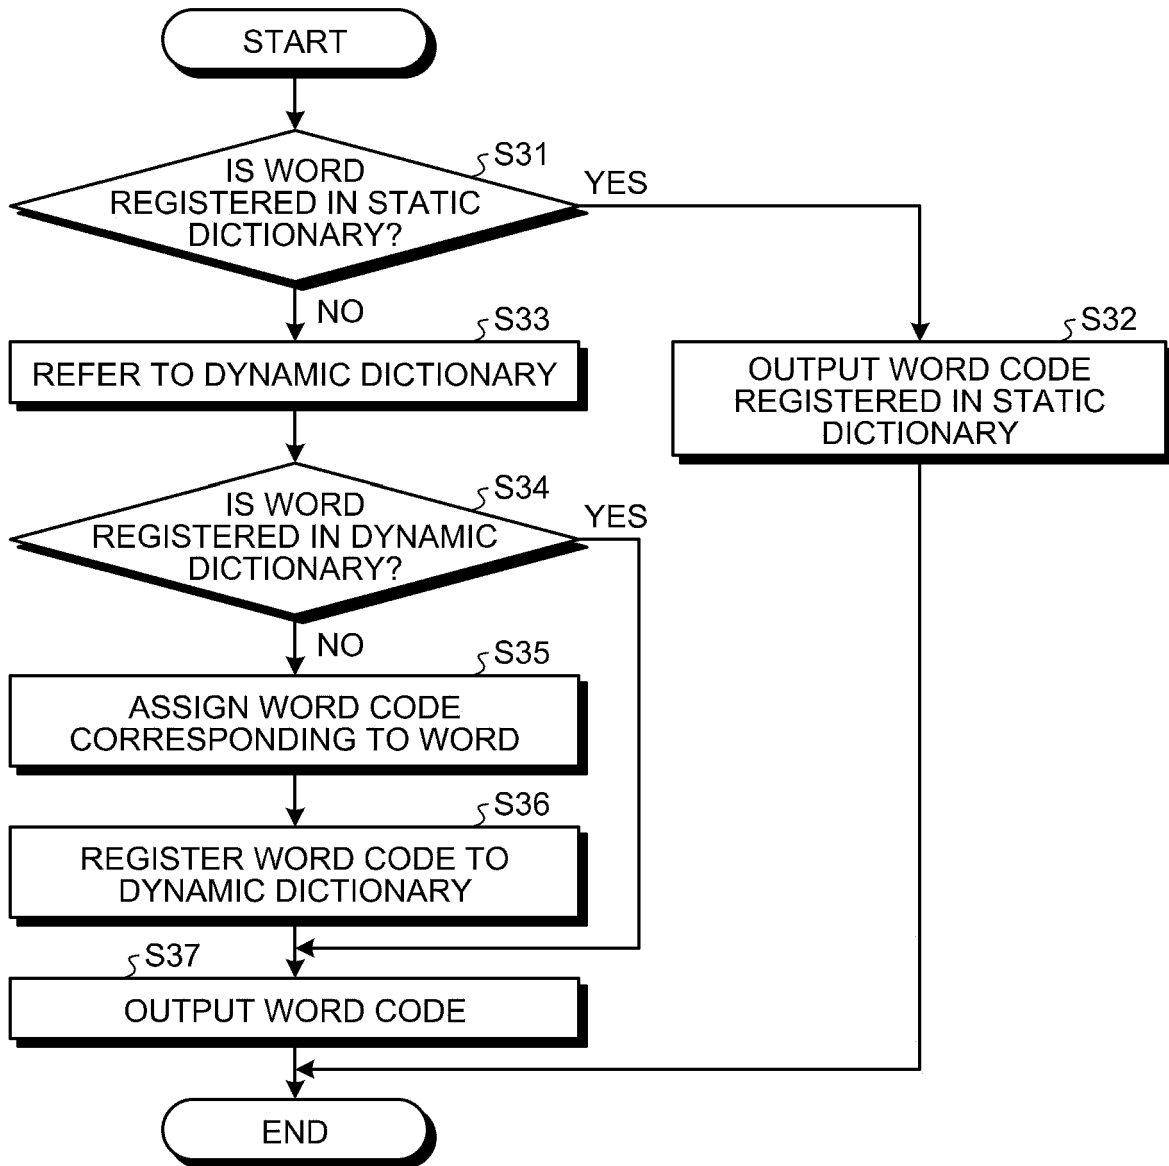 START
S31
IS WORD
REGISTERED IN STATIC
DICTIONARY?
YES
NO
S33
REFER TO DYNAMIC DICTIONARY
S32
OUTPUT WORD CODE
REGISTERED IN STATIC
DICTIONARY
S34
IS WORD
REGISTERED IN DYNAMIC
DICTIONARY?
YES
NO
S35
ASSIGN WORD CODE
CORRESPONDING TO WORD
S36
REGISTER WORD CODE TO
DYNAMIC DICTIONARY
S37
OUTPUT WORD CODE
END